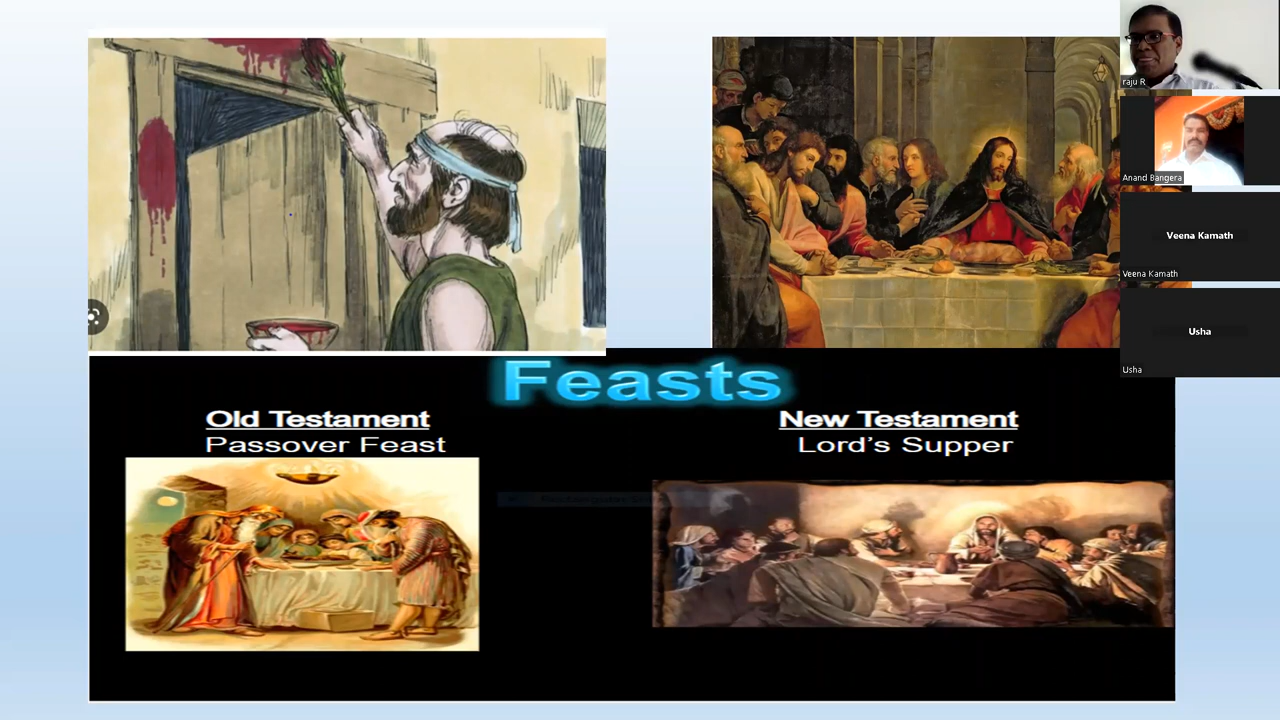 Feasts
Old Testament
Passover Feast
New Testament
Lord's Supper
raju R
Anand Bangera
Veena Kamath
Veena Kamath
Usha
Usha